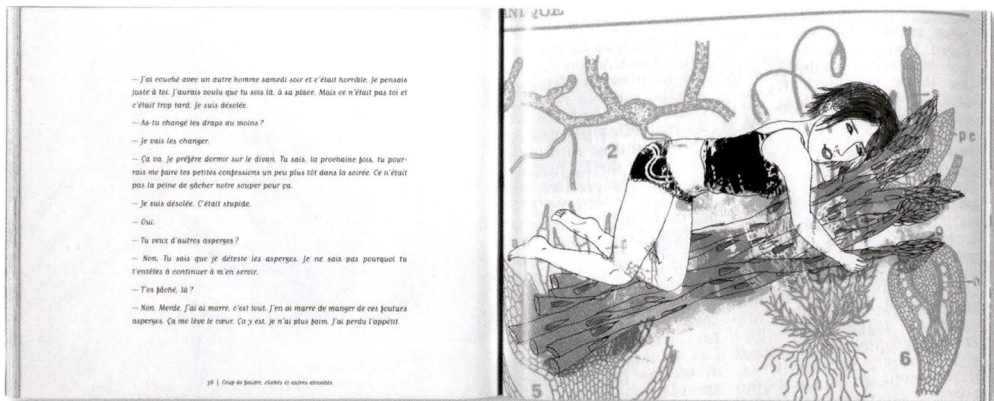 — J'ai couché avec un autre homme samedi soir et c'était horrible. Je pensais
juste à toi. J'aurais voulu que tu sois là, à sa place. Mais ce n'était pas toi et
c'était trop tard. Je suis désolée.
— As-tu changé les draps au moins ?
— Je vais les changer.
— Ça va. Je préfère dormir sur le divan. Tu sais, la prochaine fois, tu pour-
rais me faire tes petites confessions un peu plus tôt dans la soirée. Ce n'était
pas la peine de gâcher notre souper pour ça.
— Je suis désolée. C'était stupide.
— Oui.
— Tu veux d'autres asperges ?
— Non. Tu sais que je déteste les asperges. Je ne sais pas pourquoi tu
t'entêtes à continuer à m'en servir.
— T'es fâché, là ?
— Non. Merde. J'ai ai marre, c'est tout. J'en ai marre de manger de ces foutues
asperges. Ça me lève le cœur. Ça y est, je n'ai plus faim. J'ai perdu l'appétit.
38 | Coup de foudre, clichés et autres atrocités
2
p c
5
6